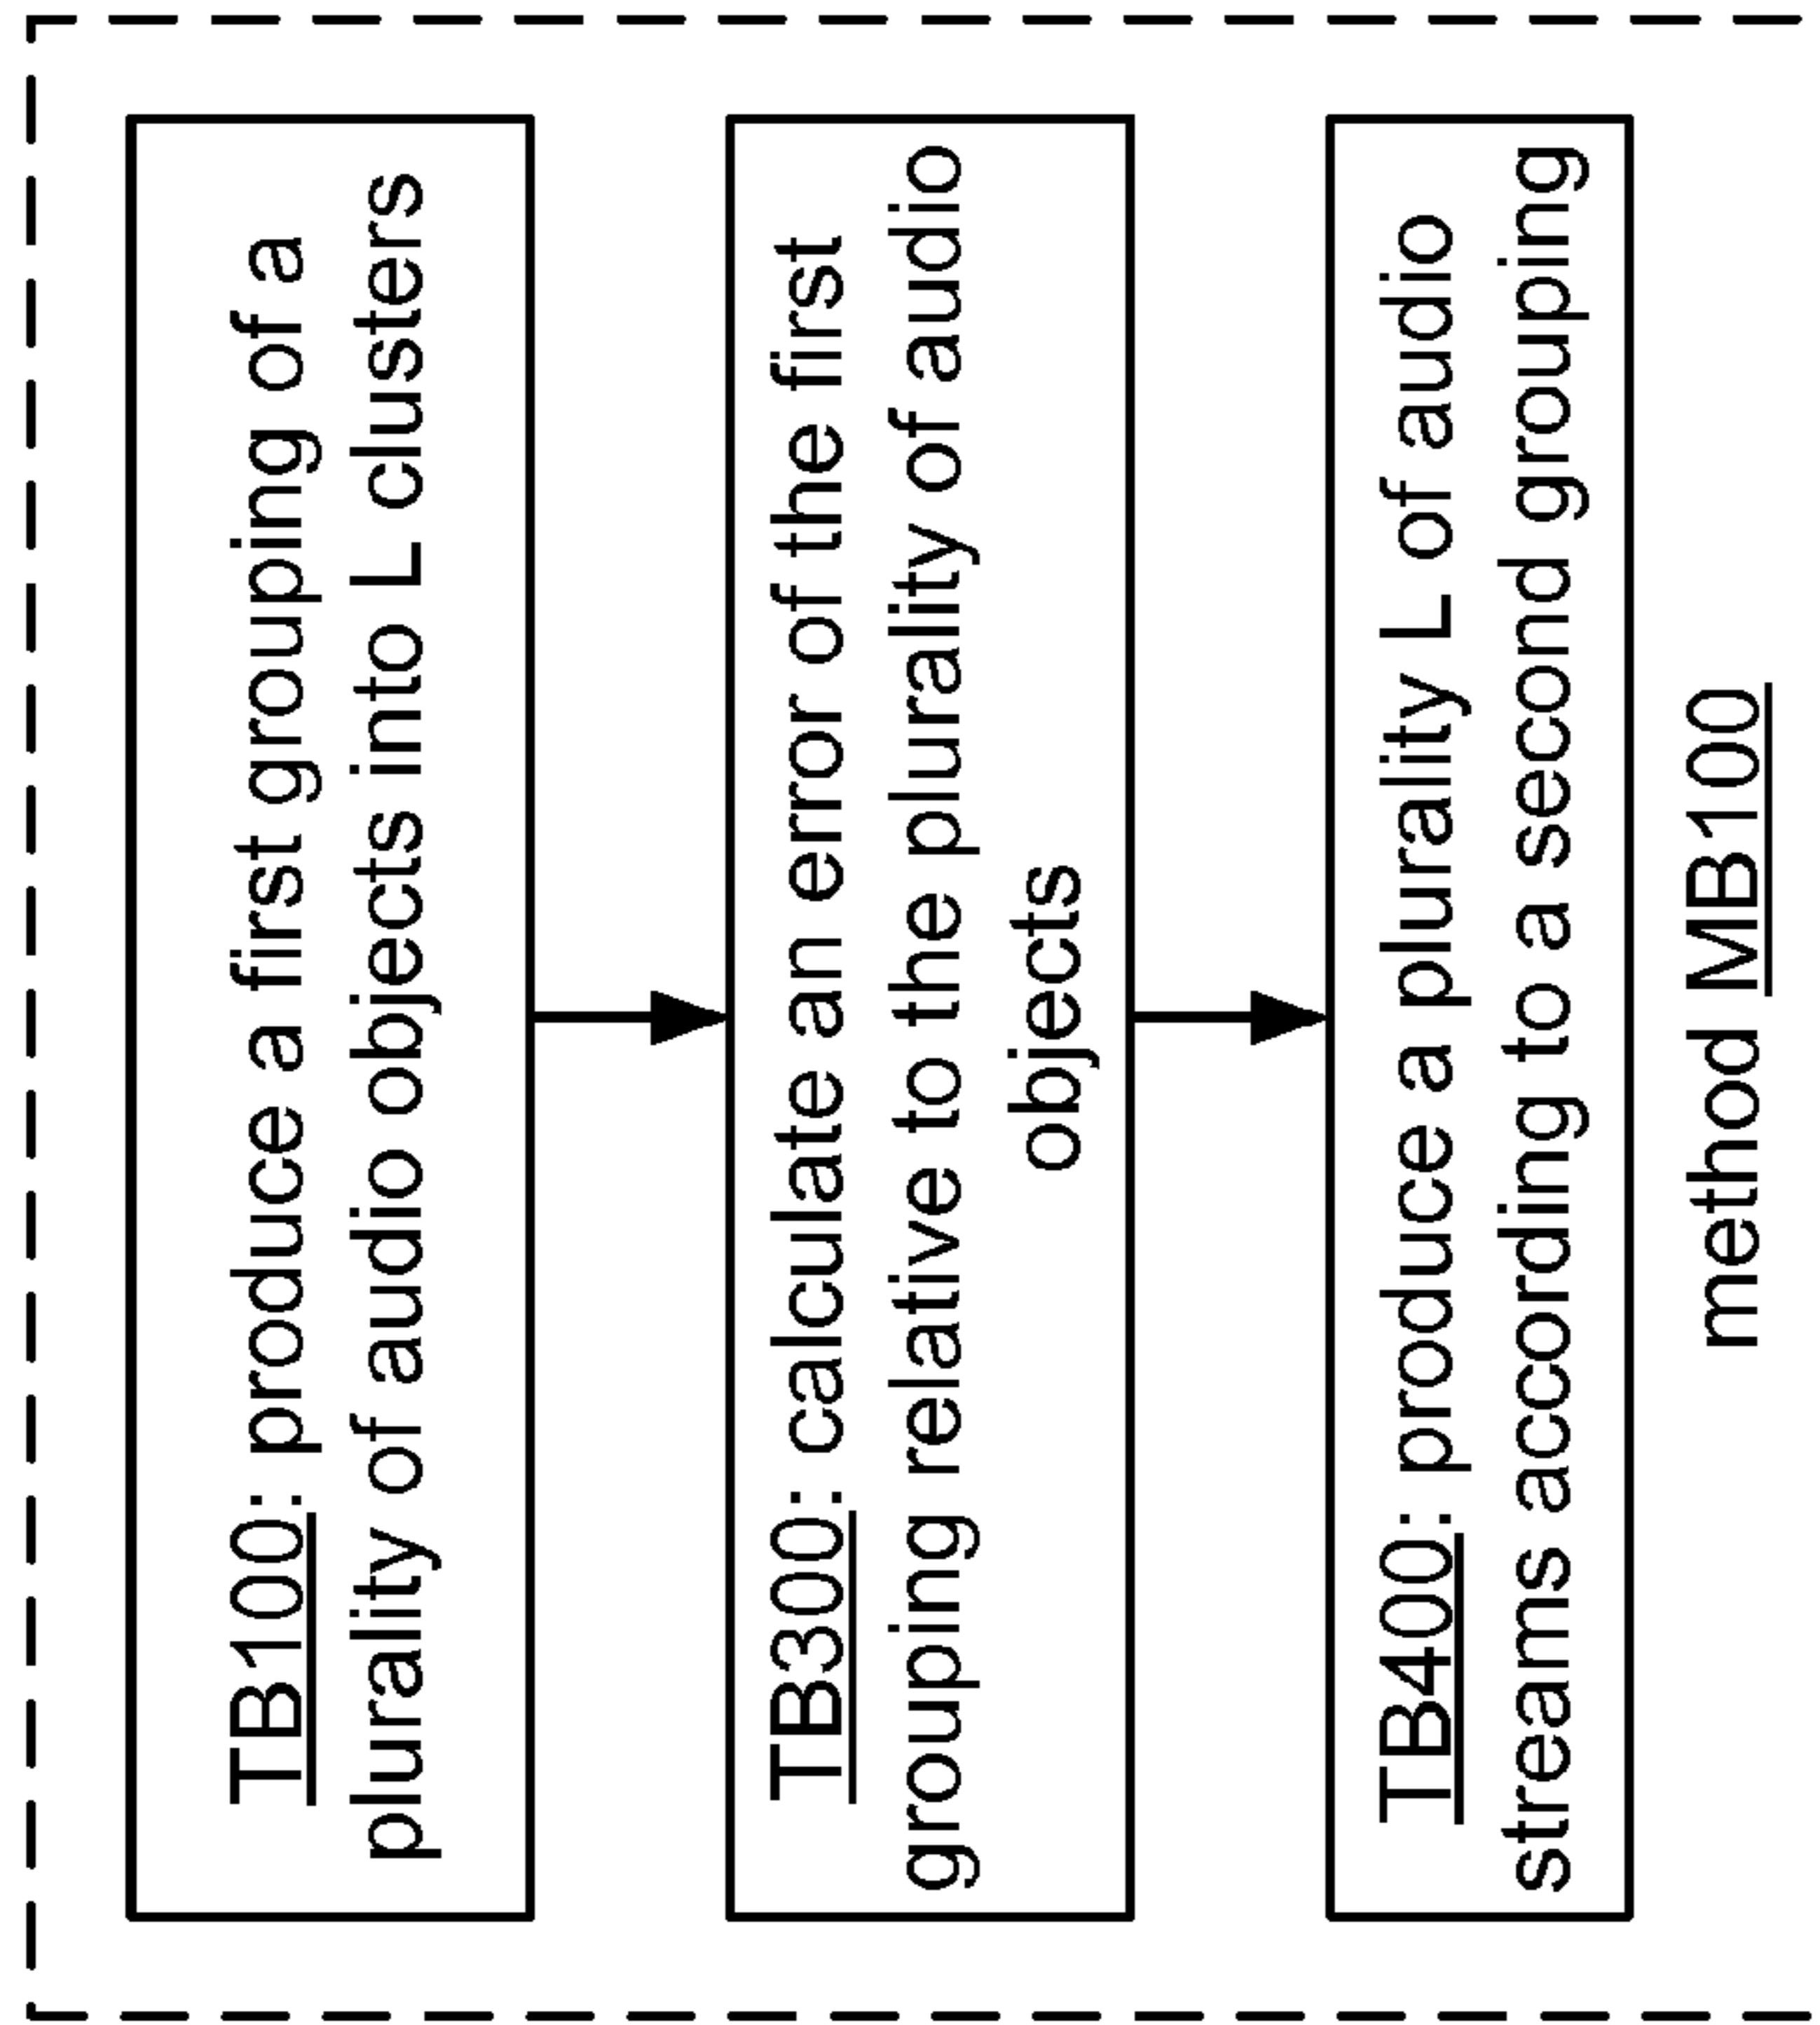 TB100: produce a first grouping of a
plurality of audio objects into L clusters
TB300: calculate an error of the first
grouping relative to the plurality of audio
objects
TB400: produce a plurality L of audio
streams according to a second grouping
method MB100